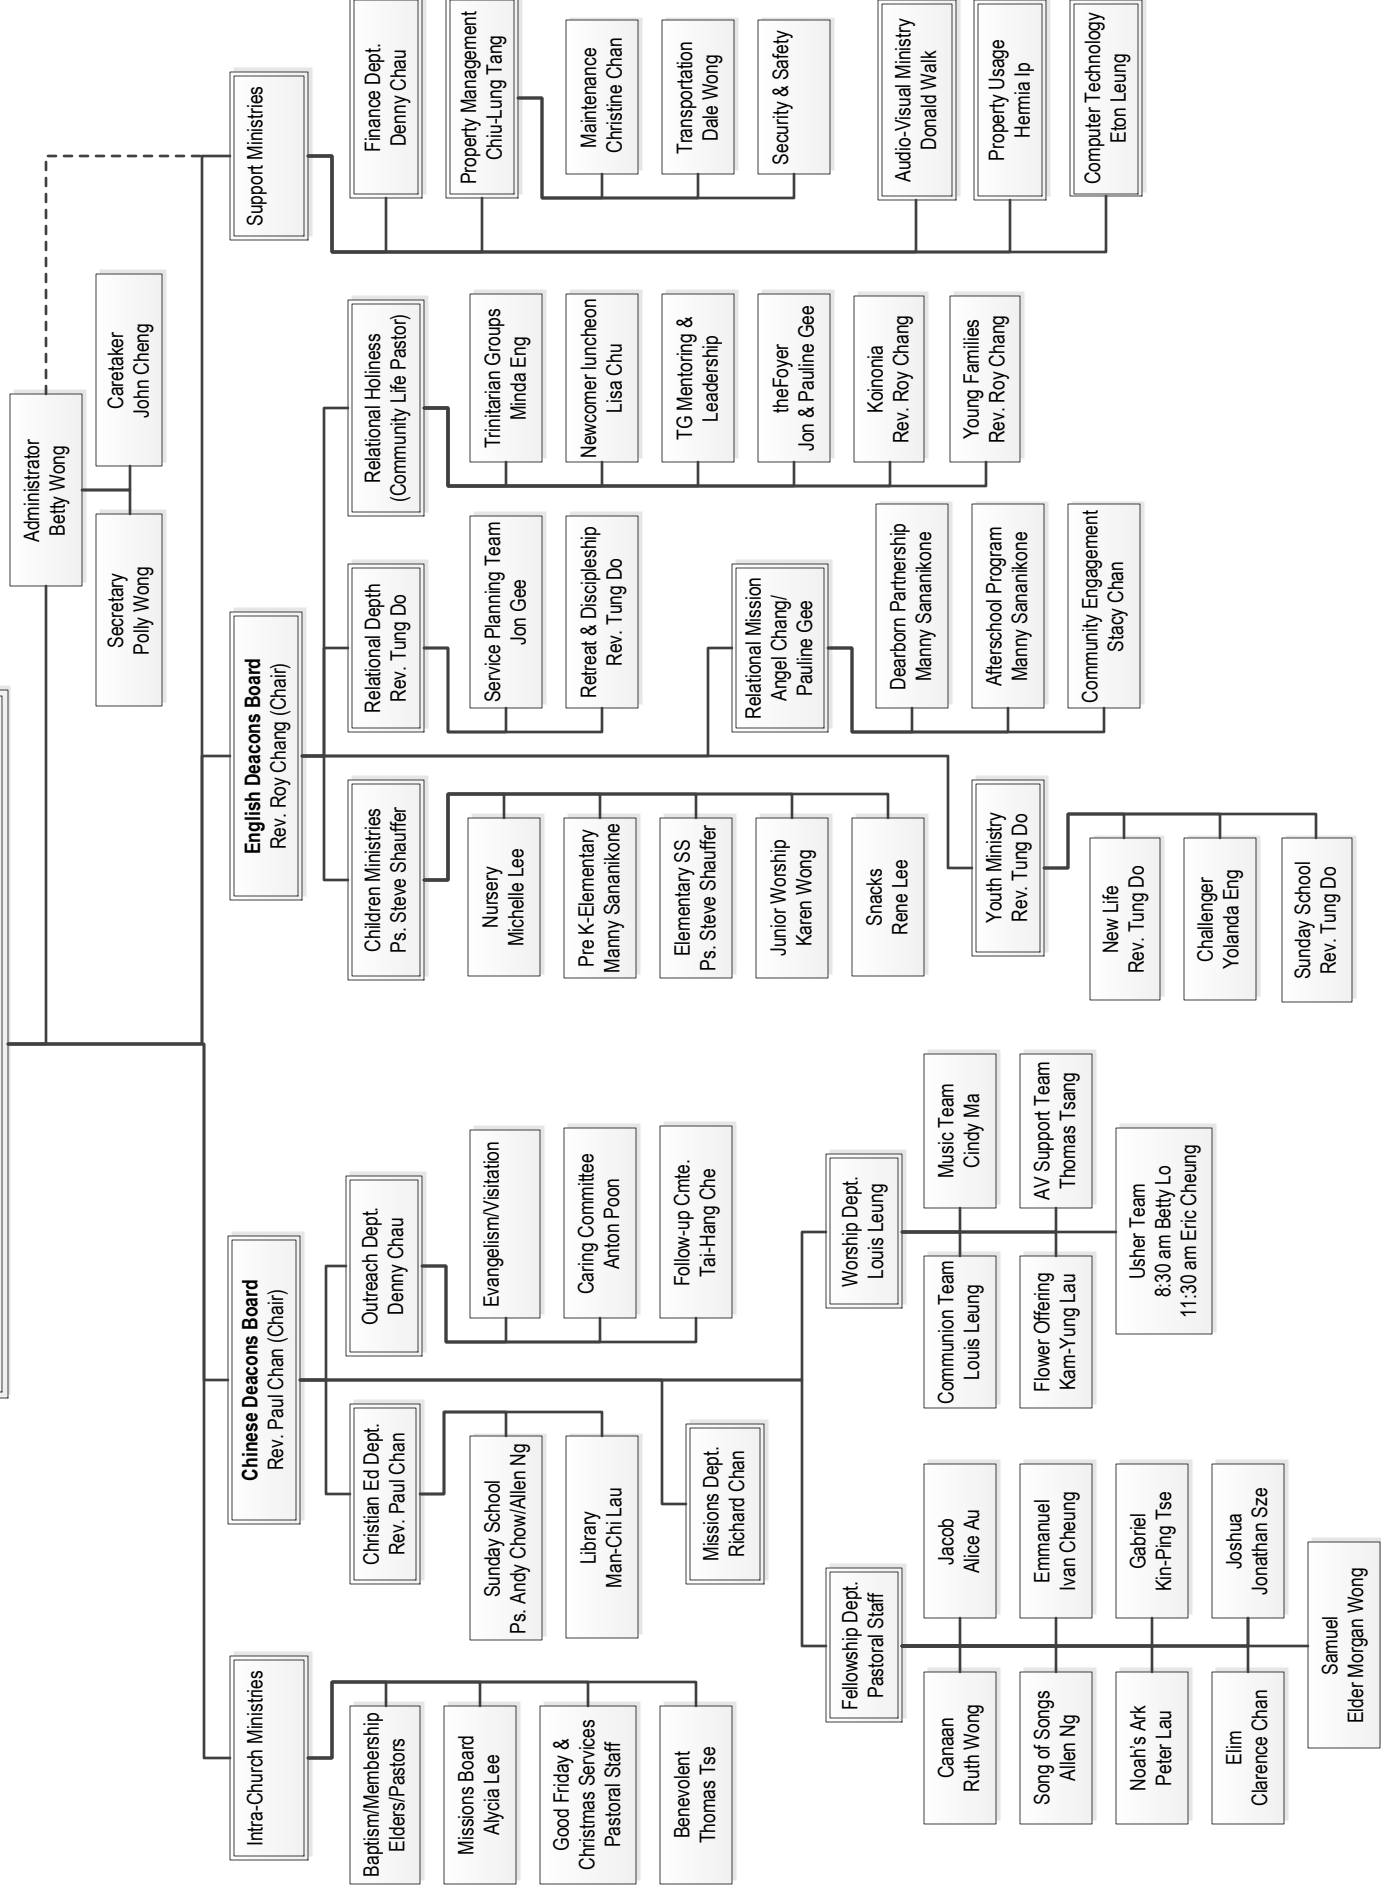 Administrator
Betty Wong
Secretary
Polly Wong
Caretaker
John Cheng
Intra-Church Ministries
Baptism/Membership
Elders/Pastors
Missions Board
Alycia Lee
Good Friday &
Christmas Services
Pastoral Staff
Benevolent
Thomas Tse
Chinese Deacons Board
Rev. Paul Chan (Chair)
Christian Ed Dept.
Rev. Paul Chan
Sunday School
Ps. Andy Chow/Allen Ng
Library
Man-Chi Lau
Outreach Dept.
Denny Chau
Evangelism/Visitation
Caring Committee
Anton Poon
Follow-up Cmte.
Tai-Hang Che
Missions Dept.
Richard Chan
Fellowship Dept.
Pastoral Staff
Canaan
Ruth Wong
Jacob
Alice Au
Song of Songs
Allen Ng
Emmanuel
Ivan Cheung
Noah's Ark
Peter Lau
Gabriel
Kin-Ping Tse
Elim
Clarence Chan
Joshua
Jonathan Sze
Samuel
Elder Morgan Wong
Worship Dept.
Louis Leung
Communion Team
Louis Leung
Music Team
Cindy Ma
Flower Offering
Kam-Yung Lau
AV Support Team
Thomas Tsang
Usher Team
8:30 am Betty Lo
11:30 am Eric Cheung
English Deacons Board
Rev. Roy Chang (Chair)
Children Ministries
Ps. Steve Shauffer
Nursery
Michelle Lee
Pre K-Elementary
Manny Sananikone
Elementary SS
Ps. Steve Shauffer
Junior Worship
Karen Wong
Snacks
Rene Lee
Relational Depth
Rev. Tung Do
Service Planning Team
Jon Gee
Retreat & Discipleship
Rev. Tung Do
Relational Holiness
(Community Life Pastor)
Trinitarian Groups
Minda Eng
Newcomer luncheon
Lisa Chu
TG Mentoring &
Leadership
theFoyer
Jon & Pauline Gee
Koinonia
Rev. Roy Chang
Young Families
Rev. Roy Chang
Relational Mission
Angel Chang/
Pauline Gee
Dearborn Partnership
Manny Sananikone
Afterschool Program
Manny Sananikone
Community Engagement
Stacy Chan
Youth Ministry
Rev. Tung Do
New Life
Rev. Tung Do
Challenger
Yolanda Eng
Sunday School
Rev. Tung Do
Support Ministries
Finance Dept.
Denny Chau
Property Management
Chiu-Lung Tang
Maintenance
Christine Chan
Transportation
Dale Wong
Security & Safety
Audio-Visual Ministry
Donald Walk
Property Usage
Hermia Ip
Computer Technology
Eton Leung